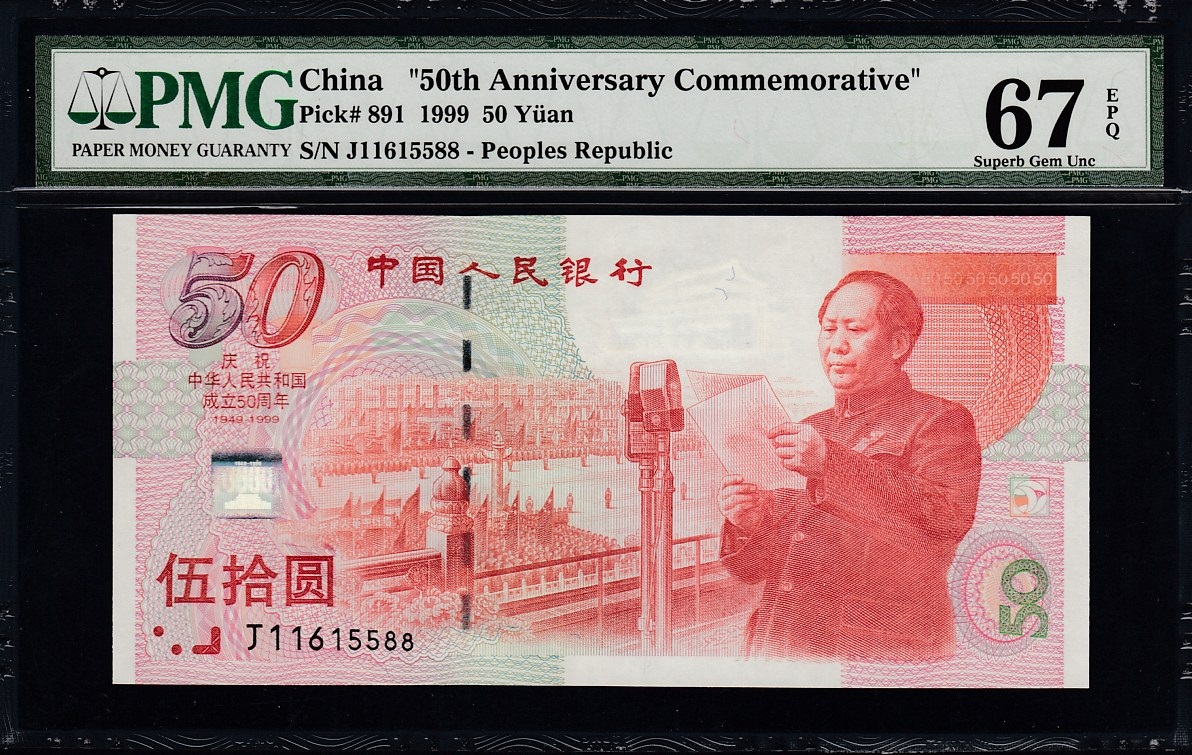 PMG
PAPER MONEY GUARANTY
China "50th Anniversary Commemorative"
Pick# 891 1999 50 Yüan
S/N J11615588 - Peoples Republic
67
EPQ
Superb Gem Unc
50
中国人民银行
庆祝
中华人民共和国
成立50周年
1949-1999
伍拾圆
J11615588
505050505050
50